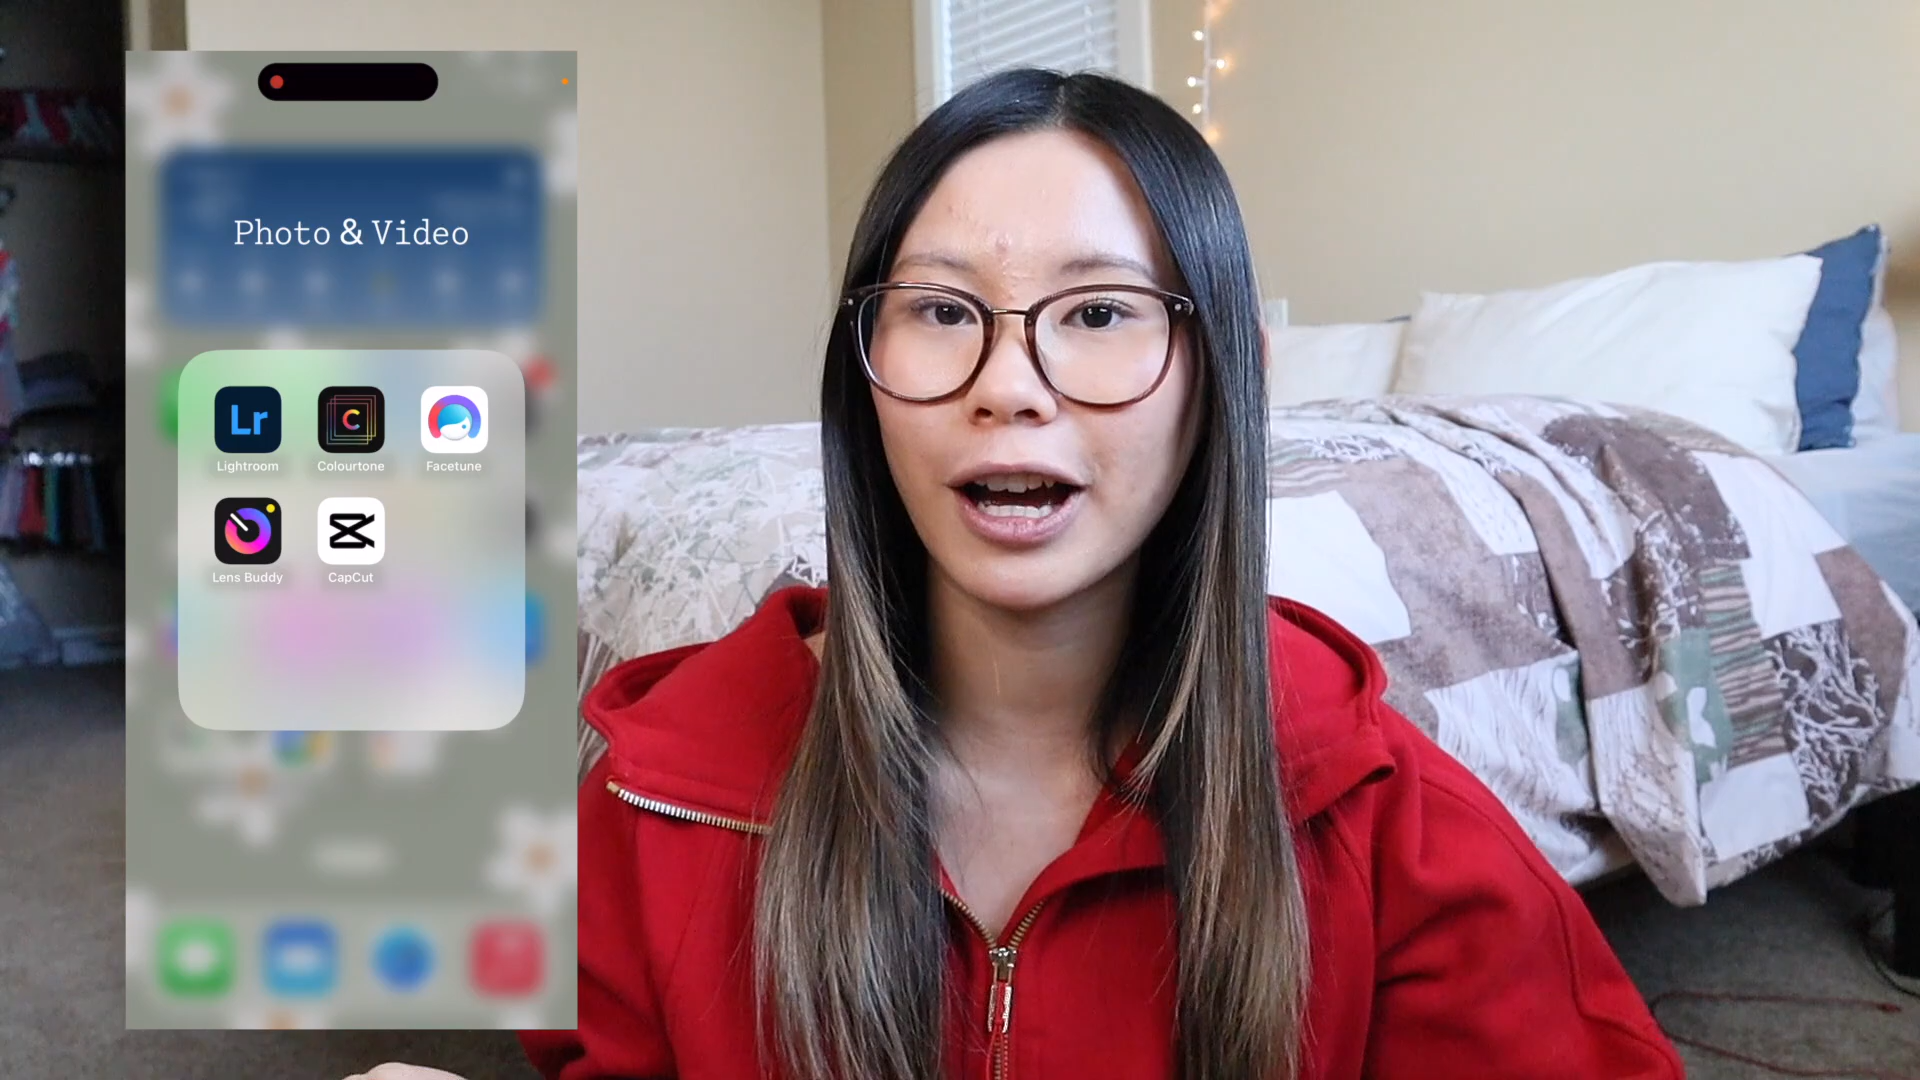 Photo & Video
Lr
C
Lightroom
Colourtone
Facetune
Lens Buddy
CapCut